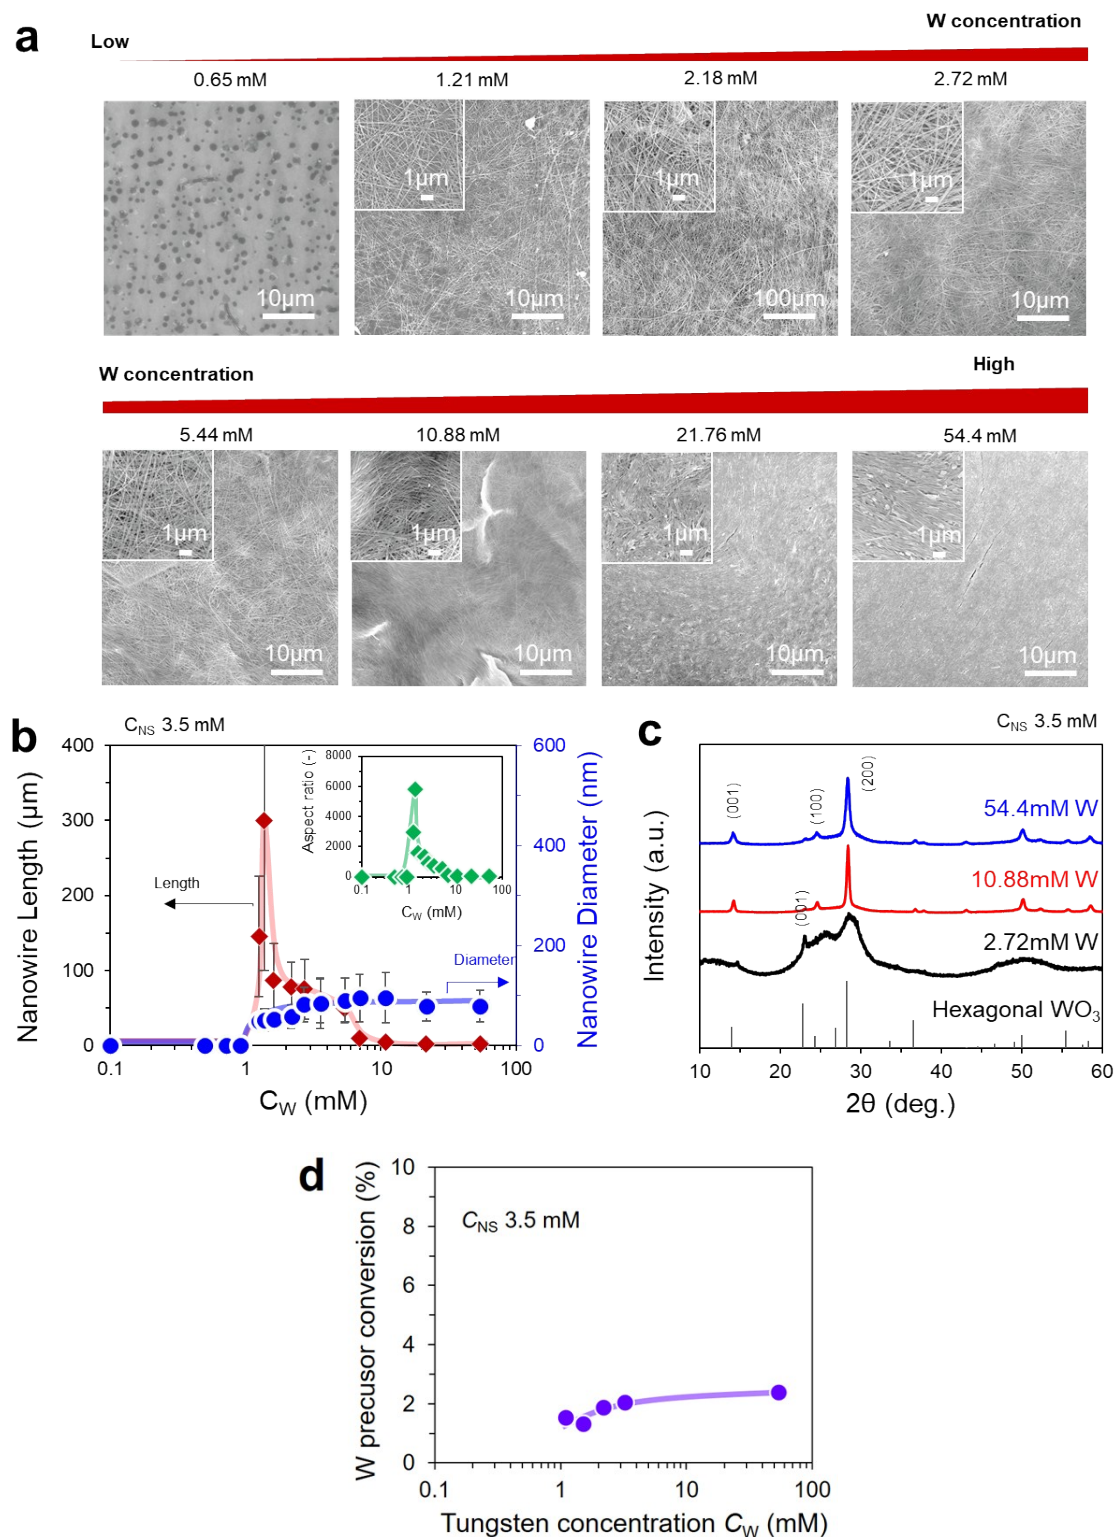 a
Low
W concentration
0.65 mM
1.21 mM
2.18 mM
2.72 mM
1µm
1µm
1µm
10µm
10µm
100µm
10µm
W concentration
High
5.44 mM
10.88 mM
21.76 mM
54.4 mM
1µm
1µm
1µm
1µm
10µm
10µm
10µm
10µm
b
C_NS 3.5 mM
400
300
200
100
0
Nanowire Length (µm)
600
400
200
0
Nanowire Diameter (nm)
Length
Diameter
0.1
1
10
100
C_W (mM)
8000
6000
4000
2000
0
Aspect ratio (-)
0.1
1
10
100
C_W (mM)
c
C_NS 3.5 mM
Intensity (a.u.)
(001)
(100)
(200)
54.4mM W
10.88mM W
(001)
2.72mM W
Hexagonal WO3
10
20
30
40
50
60
2θ (deg.)
d
W precusor conversion (%)
10
8
6
4
2
0
C_NS 3.5 mM
0.1
1
10
100
Tungsten concentration C_W (mM)